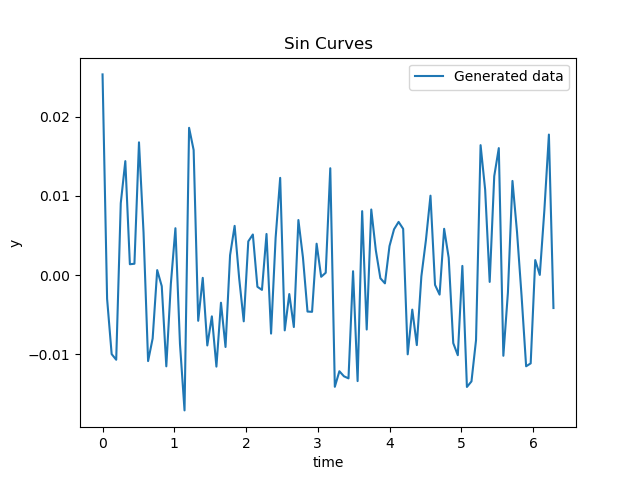 Sin Curves
Generated data
0.02
0.01
0.00
−0.01
y
0 1 2 3 4 5 6
time